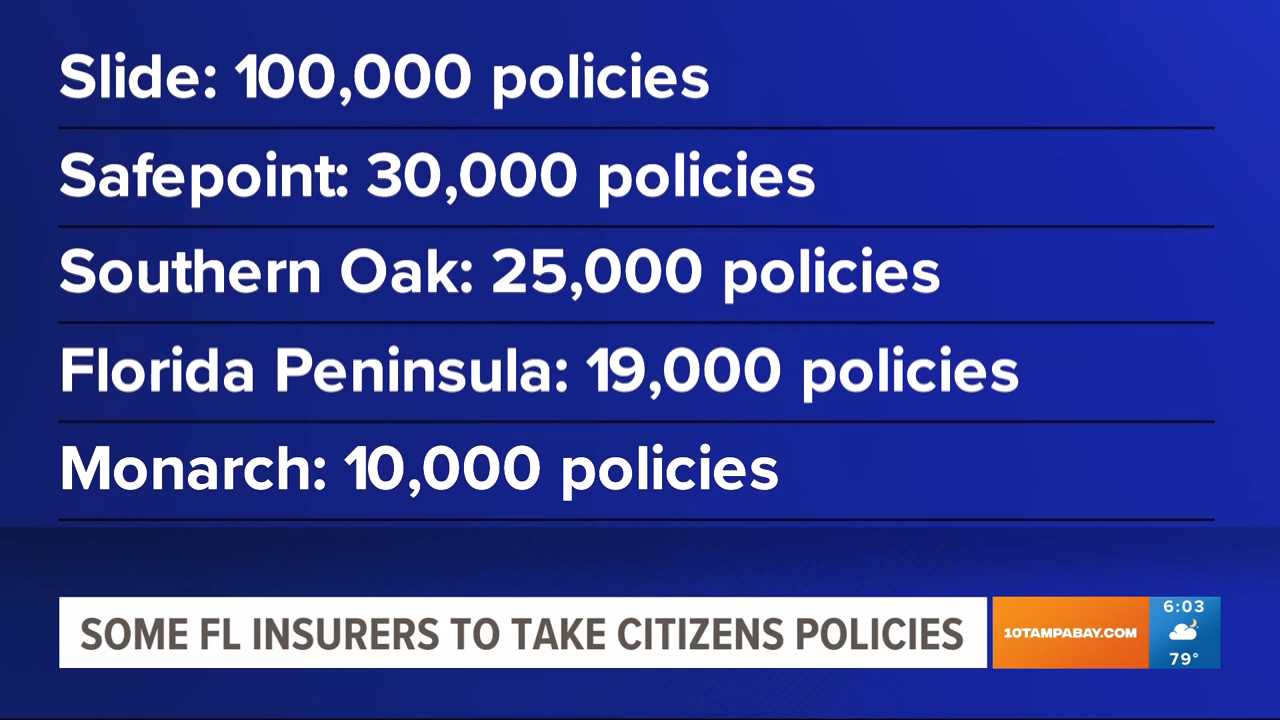 Slide: 100,000 policies
Safepoint: 30,000 policies
Southern Oak: 25,000 policies
Florida Peninsula: 19,000 policies
Monarch: 10,000 policies
SOME FL INSURERS TO TAKE CITIZENS POLICIES
10TAMPABAY.COM
6:03
79°